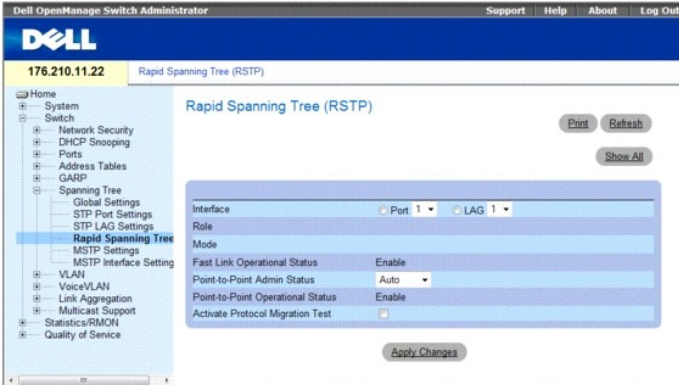 Dell OpenManage Switch Administrator
Support Help About Log Out
DELL
176.210.11.22
Rapid Spanning Tree (RSTP)
Home
System
Switch
Network Security
DHCP Snooping
Ports
Address Tables
GARP
Spanning Tree
Global Settings
STP Port Settings
STP LAG Settings
Rapid Spanning Tree
MSTP Settings
MSTP Interface Setting
VLAN
VoiceVLAN
Link Aggregation
Multicast Support
Statistics/RMON
Quality of Service
Rapid Spanning Tree (RSTP)
Print Refresh
Show All
Interface Port 1 LAG 1
Role
Mode
Fast Link Operational Status Enable
Point-to-Point Admin Status Auto
Point-to-Point Operational Status Enable
Activate Protocol Migration Test
Apply Changes